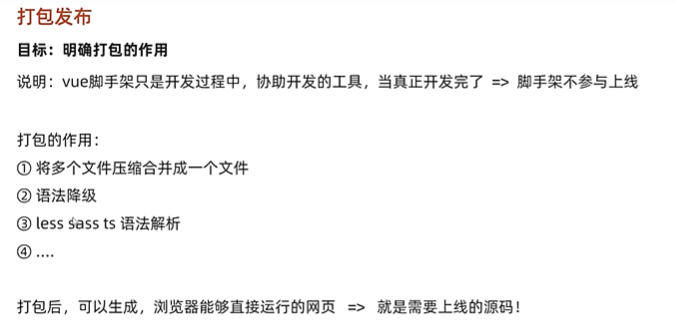 打包发布
目标：明确打包的作用
说明：vue脚手架只是开发过程中，协助开发的工具，当真正开发完了 => 脚手架不参与上线
打包的作用：
① 将多个文件压缩合并成一个文件
② 语法降级
③ less sass ts 语法解析
④ ....
打包后，可以生成，浏览器能够直接运行的网页 => 就是需要上线的源码！